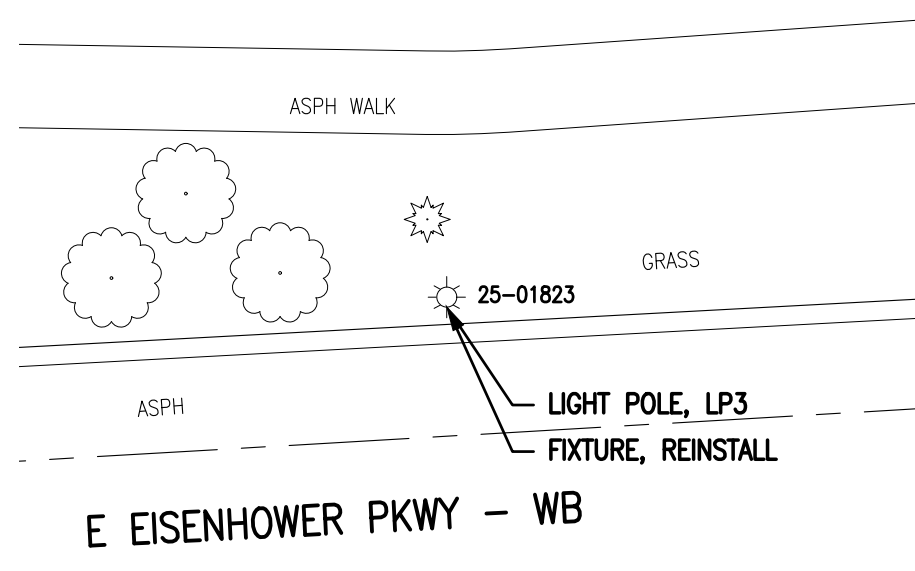 ASPH WALK
GRASS
25-01823
ASPH
LIGHT POLE, LP3
FIXTURE, REINSTALL
E EISENHOWER PKWY - WB